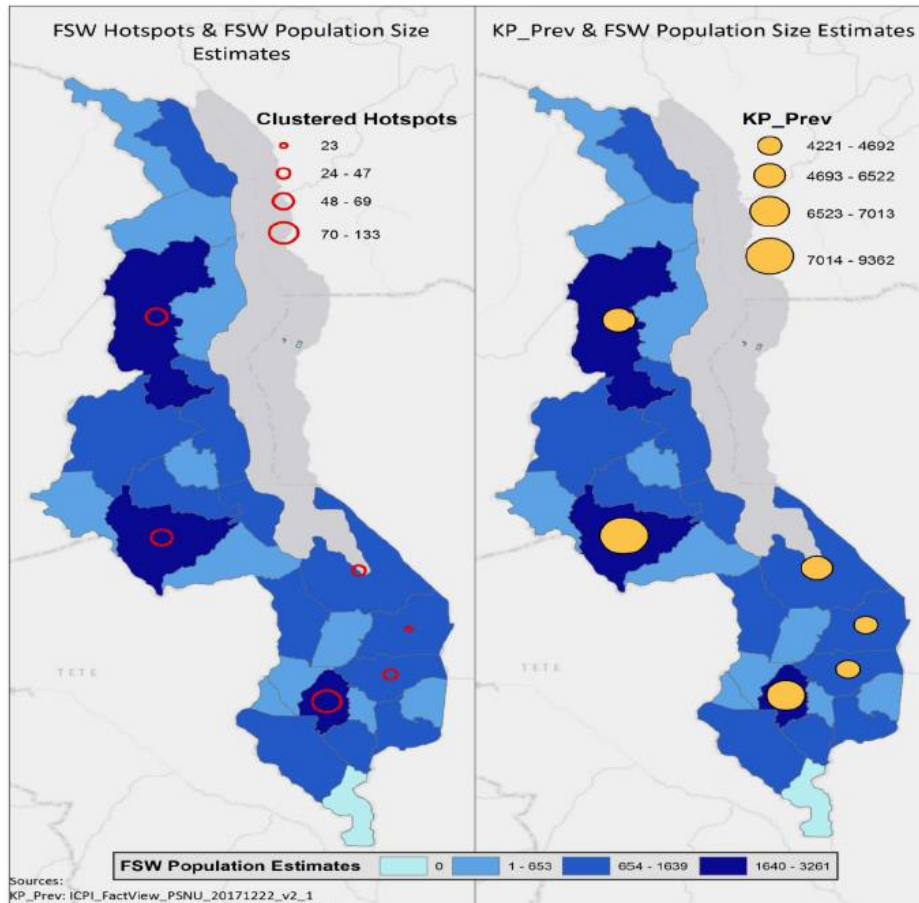 FSW Hotspots & FSW Population Size
Estimates
Clustered Hotspots
23
24 - 47
48 - 69
70 - 133
TETE
KP_Prev & FSW Population Size Estimates
KP_Prev
4221 - 4692
4693 - 6522
6523 - 7013
7014 - 9362
TETE
FSW Population Estimates
0
1 - 653
654 - 1639
1640 - 3261
Sources:
KP_Prev: ICPI_FactView_PSNU_20171222_v2_1